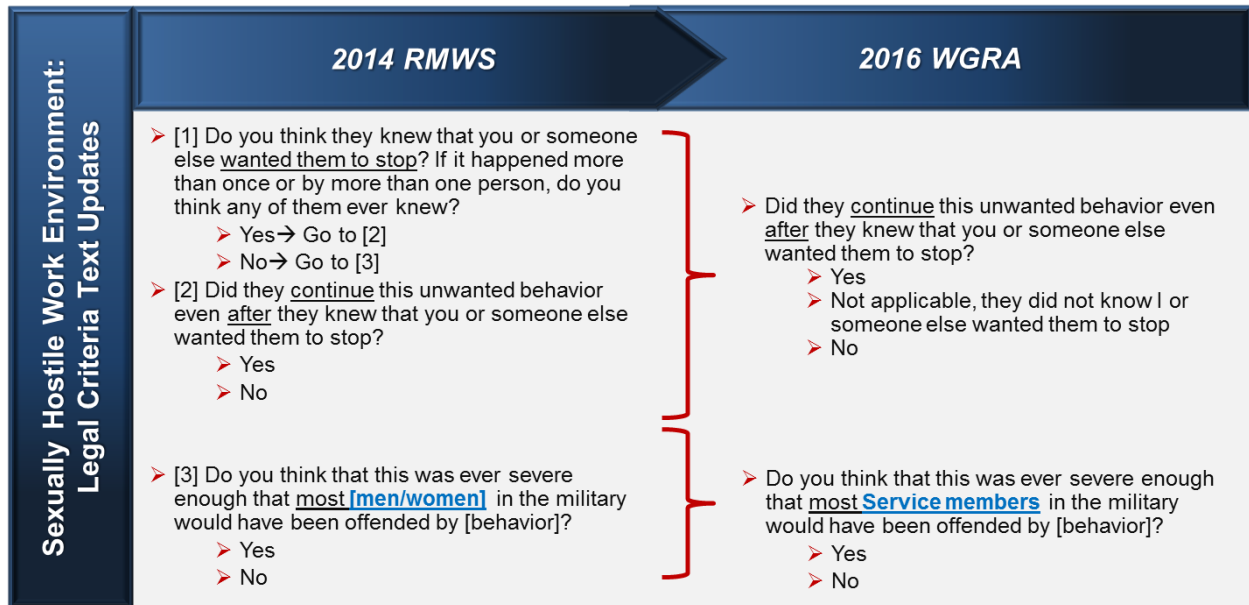 Sexually Hostile Work Environment:
Legal Criteria Text Updates
2014 RMWS
2016 WGRA
➢ [1] Do you think they knew that you or someone
else wanted them to stop? If it happened more
than once or by more than one person, do you
think any of them ever knew?
➢ Yes→ Go to [2]
➢ No→ Go to [3]
➢ [2] Did they continue this unwanted behavior
even after they knew that you or someone else
wanted them to stop?
➢ Yes
➢ No
➢ [3] Do you think that this was ever severe
enough that most [men/women] in the military
would have been offended by [behavior]?
➢ Yes
➢ No
➢ Did they continue this unwanted behavior even
after they knew that you or someone else
wanted them to stop?
➢ Yes
➢ Not applicable, they did not know I or
someone else wanted them to stop
➢ No
➢ Do you think that this was ever severe enough
that most Service members in the military
would have been offended by [behavior]?
➢ Yes
➢ No